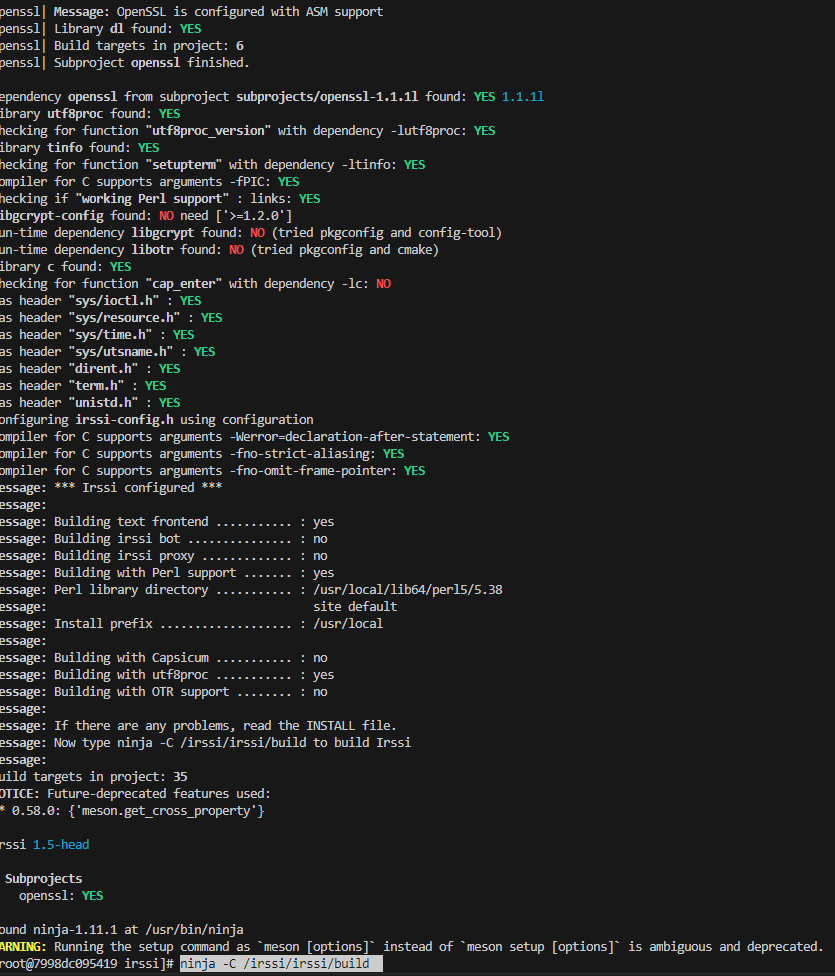 penssl| Message: OpenSSL is configured with ASM support
penssl| Library dl found: YES
penssl| Build targets in project: 6
penssl| Subproject openssl finished.
ependency openssl from subproject subprojects/openssl-1.1.1l found: YES 1.1.1l
ibrary utf8proc found: YES
hecking for function "utf8proc_version" with dependency -lutf8proc: YES
ibrary tinfo found: YES
hecking for function "setupterm" with dependency -ltinfo: YES
ompiler for C supports arguments -fPIC: YES
hecking if "working Perl support" : links: YES
ibgcrypt-config found: NO need ['>=1.2.0']
un-time dependency libgcrypt found: NO (tried pkgconfig and config-tool)
un-time dependency libotr found: NO (tried pkgconfig and cmake)
ibrary c found: YES
hecking for function "cap_enter" with dependency -lc: NO
as header "sys/ioctl.h" : YES
as header "sys/resource.h" : YES
as header "sys/time.h" : YES
as header "sys/utsname.h" : YES
as header "dirent.h" : YES
as header "term.h" : YES
as header "unistd.h" : YES
onfiguring irssi-config.h using configuration
ompiler for C supports arguments -Werror=declaration-after-statement: YES
ompiler for C supports arguments -fno-strict-aliasing: YES
ompiler for C supports arguments -fno-omit-frame-pointer: YES
essage: *** Irssi configured ***
essage:
essage: Building text frontend ........... : yes
essage: Building irssi bot ............... : no
essage: Building irssi proxy ............. : no
essage: Building with Perl support ....... : yes
essage: Perl library directory ........... : /usr/local/lib64/perl5/5.38
essage: site default
essage: Install prefix ................... : /usr/local
essage:
essage: Building with Capsicum ........... : no
essage: Building with utf8proc ........... : yes
essage: Building with OTR support ........ : no
essage:
essage: If there are any problems, read the INSTALL file.
essage: Now type ninja -C /irssi/irssi/build to build Irssi
essage:
uild targets in project: 35
OTICE: Future-deprecated features used:
* 0.58.0: {'meson.get_cross_property'}
rssi 1.5-head
Subprojects
openssl: YES
ound ninja-1.11.1 at /usr/bin/ninja
ARNING: Running the setup command as `meson [options]` instead of `meson setup [options]` is ambiguous and deprecated.
root@7998dc095419 irssi]# ninja -C /irssi/irssi/build